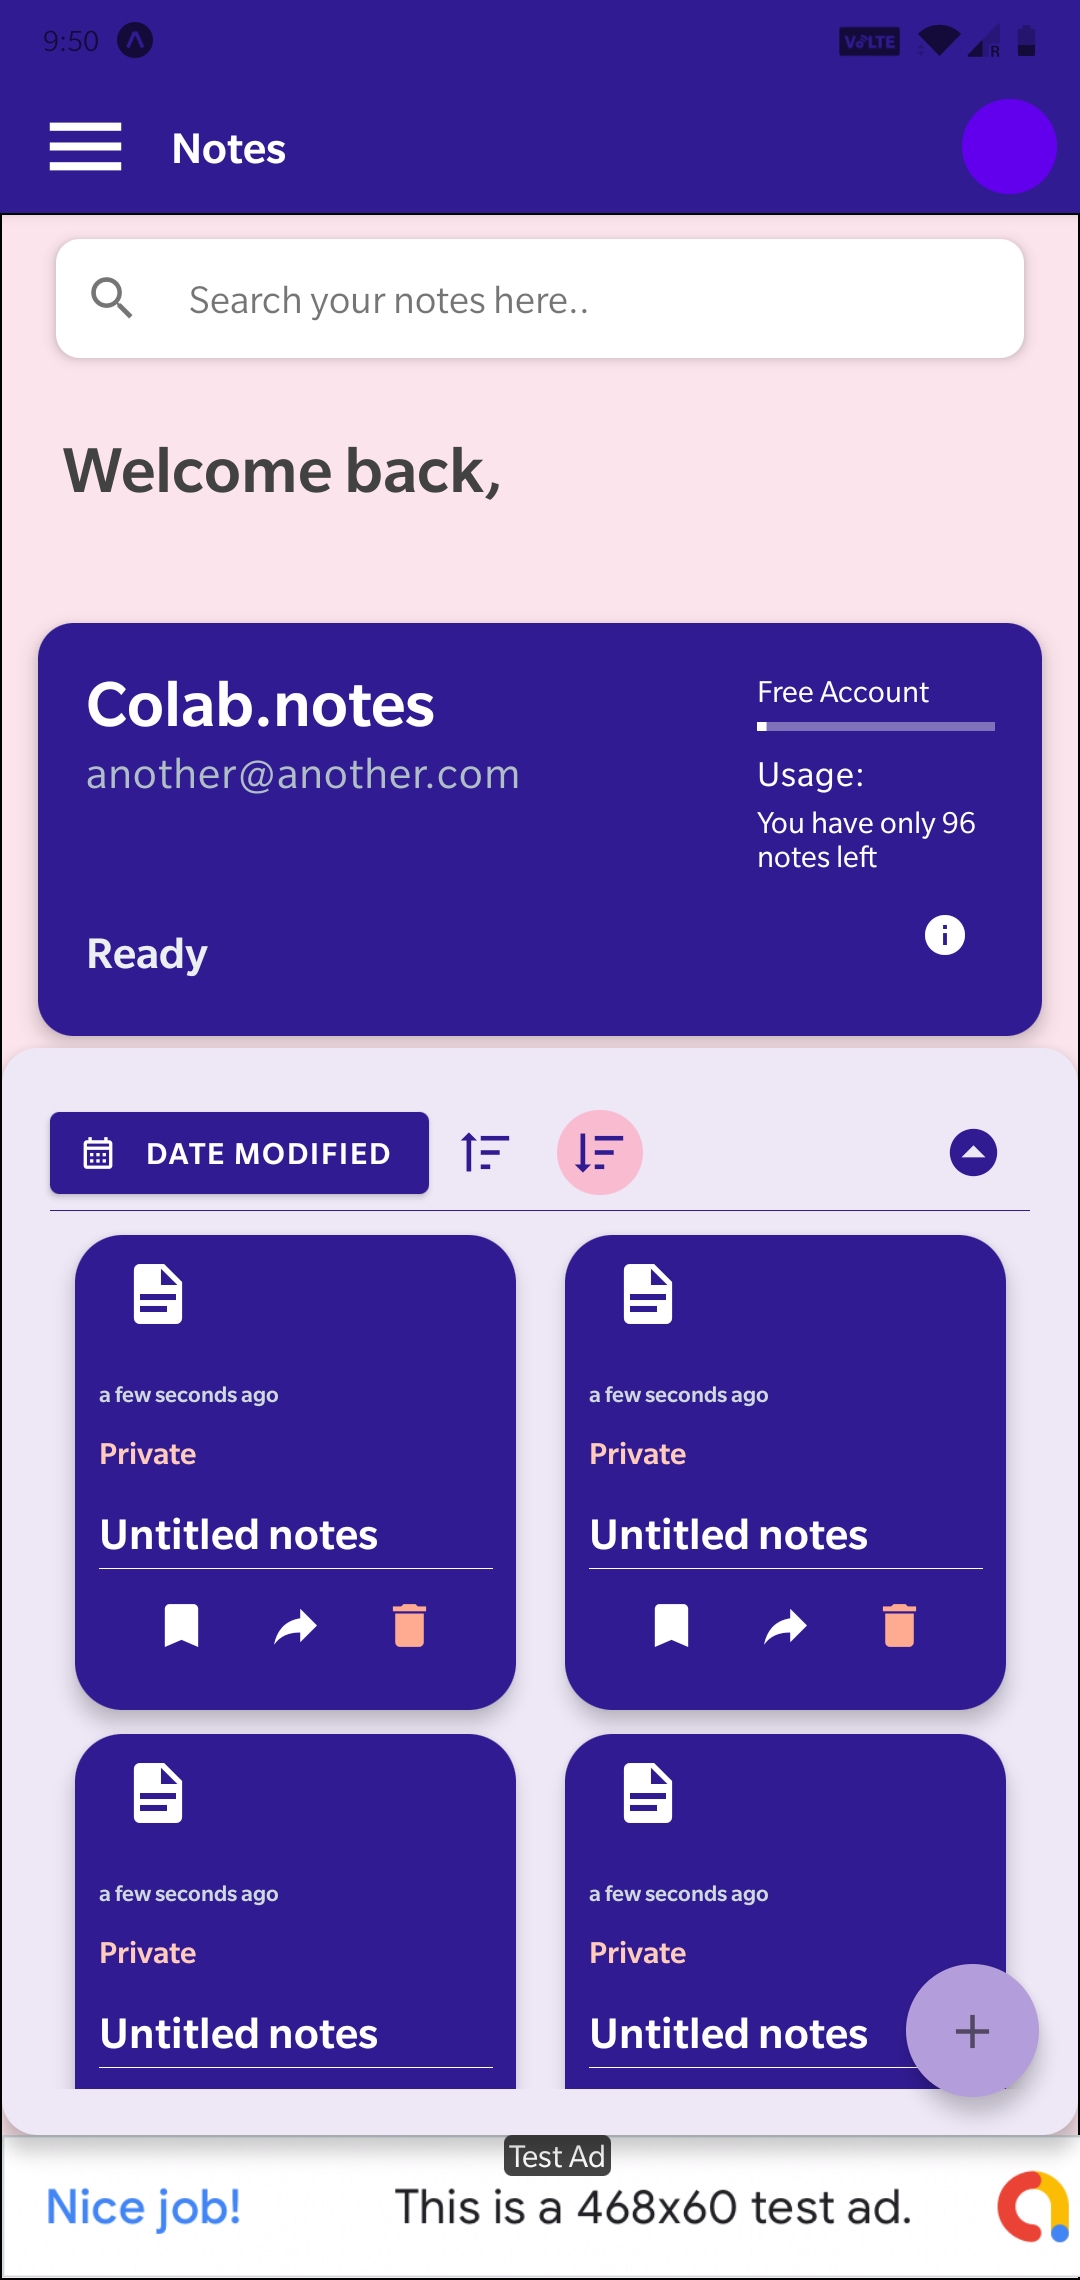 9:50
VoLTE
R
Notes
Search your notes here..
Welcome back,
Colab.notes
another@another.com
Free Account
Usage:
You have only 96
notes left
Ready
DATE MODIFIED
a few seconds ago
Private
Untitled notes
a few seconds ago
Private
Untitled notes
a few seconds ago
Private
Untitled notes
a few seconds ago
Private
Untitled notes
Test Ad
Nice job!
This is a 468x60 test ad.